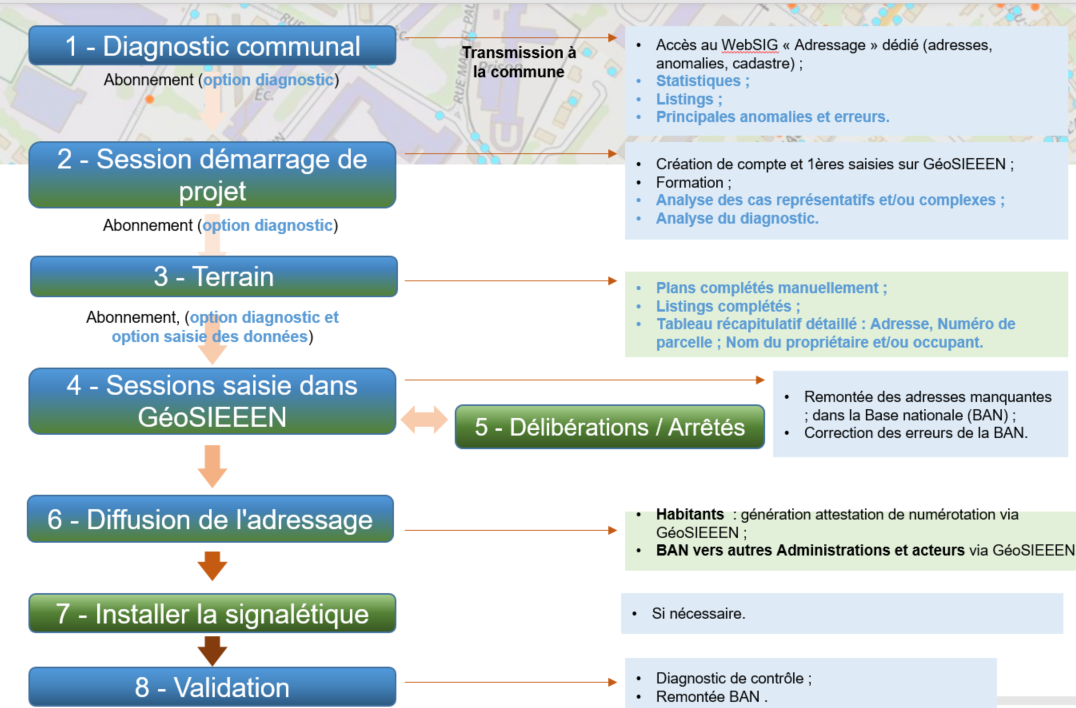 1 - Diagnostic communal
Abonnement (option diagnostic)
Transmission à
la commune
• Accès au WebSIG « Adressage » dédié (adresses,
anomalies, cadastre) ;
• Statistiques ;
• Listings ;
• Principales anomalies et erreurs.
2 - Session démarrage de
projet
Abonnement (option diagnostic)
• Création de compte et 1ères saisies sur GéoSIEEEN ;
• Formation ;
• Analyse des cas représentatifs et/ou complexes ;
• Analyse du diagnostic.
3 - Terrain
Abonnement, (option diagnostic et
option saisie des données)
• Plans complétés manuellement ;
• Listings complétés ;
• Tableau récapitulatif détaillé : Adresse, Numéro de
parcelle ; Nom du propriétaire et/ou occupant.
4 - Sessions saisie dans
GéoSIEEEN
5 - Délibérations / Arrêtés
• Remontée des adresses manquantes
; dans la Base nationale (BAN) ;
• Correction des erreurs de la BAN.
6 - Diffusion de l'adressage
• Habitants : génération attestation de numérotation via
GéoSIEEEN ;
• BAN vers autres Administrations et acteurs via GéoSIEEEN
7 - Installer la signalétique
• Si nécessaire.
8 - Validation
• Diagnostic de contrôle ;
• Remontée BAN .
Prison
Éc.